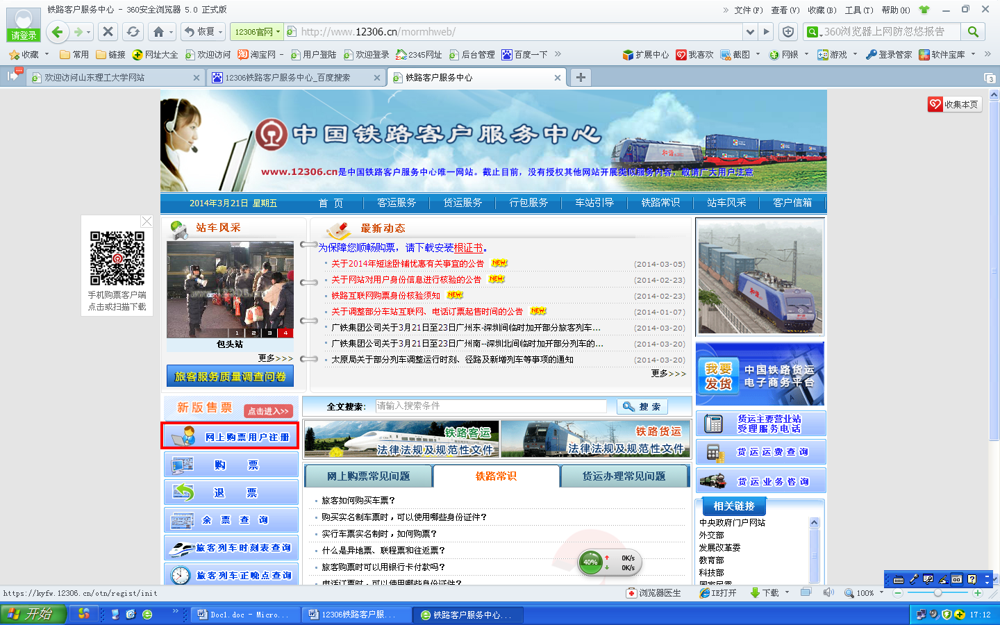 铁路客户服务中心 - 360安全浏览器 5.0 正式版
文件(F) 查看(V) 收藏(B) 工具(T) 帮助(H)
请登录
恢复
12306官网
http://www.12306.cn/mormhweb/
360浏览器上网防忽悠报告
收藏 常用 链接 网址大全 欢迎访问 淘宝网 - 用户登陆 欢迎登录 2345网址 后台管理 百度一下
扩展中心 我喜欢 截图 网银 游戏 登录管家 软件宝库
欢迎访问山东理工大学网站
12306铁路客户服务中心_百度搜索
铁路客户服务中心
3
收集本页
中国铁路客户服务中心
和谐
www.12306.cn是中国铁路客户服务中心唯一网站。截止目前，没有授权其他网站开展类似服务内容，敬请广大用户注意
2014年3月21日 星期五
首 页 客运服务 货运服务 行包服务 车站引导 铁路常识 站车风采 客户信箱
手机购票客户端
点击或扫描下载
站车风采
1 2 3 4
包头站
更多>>>
旅客服务质量调查问卷
最新动态
为保障您顺畅购票，请下载安装根证书。
关于2014年短途卧铺优惠有关事宜的公告 NEW (2014-03-05)
关于网站对用户身份信息进行核验的公告 NEW (2014-02-23)
铁路互联网购票身份核验须知 NEW (2014-02-23)
关于调整部分车站互联网、电话订票起售时间的公告 NEW (2014-01-07)
广铁集团公司关于3月21日至23日广州东-深圳间临时加开部分旅客列车... (2014-03-20)
广铁集团公司关于3月21日至23日广州南--深圳北间临时加开部分列车的... (2014-03-20)
太原局关于部分列车调整运行时刻、径路及新增列车等事项的通知 (2014-03-20)
更多>>>
我要发货
中国铁路货运
电子商务平台
新版售票 点击进入>>
网上购票用户注册
购 票
退 票
余 票 查 询
旅客列车时刻表查询
旅客列车正晚点查询
全文搜索: 请输入搜索条件 搜 索
铁路客运
法律法规及规范性文件
铁路货运
法律法规及规范性文件
网上购票常见问题 铁路常识 货运办理常见问题
旅客如何购买车票？
购买实名制车票时，可以使用哪些身份证件？
实行车票实名制时，如何购票？
什么是异地票、联程票和往返票？
旅客购票时可以用银行卡付款吗？
电话订票时，可以使用哪些身份证件？
货运主要营业站
受理服务电话
货运运费查询
货运业务咨询
相关链接
中央政府门户网站
外交部
发展改革委
教育部
科技部
国家民委
40%
0K/s
0K/s
https://kyfw.12306.cn/otn/regist/init
浏览器医生 IE打开 下载 100%
开始
Doc1.doc - Micro...
12306铁路客户服...
铁路客户服务中心...
17:12